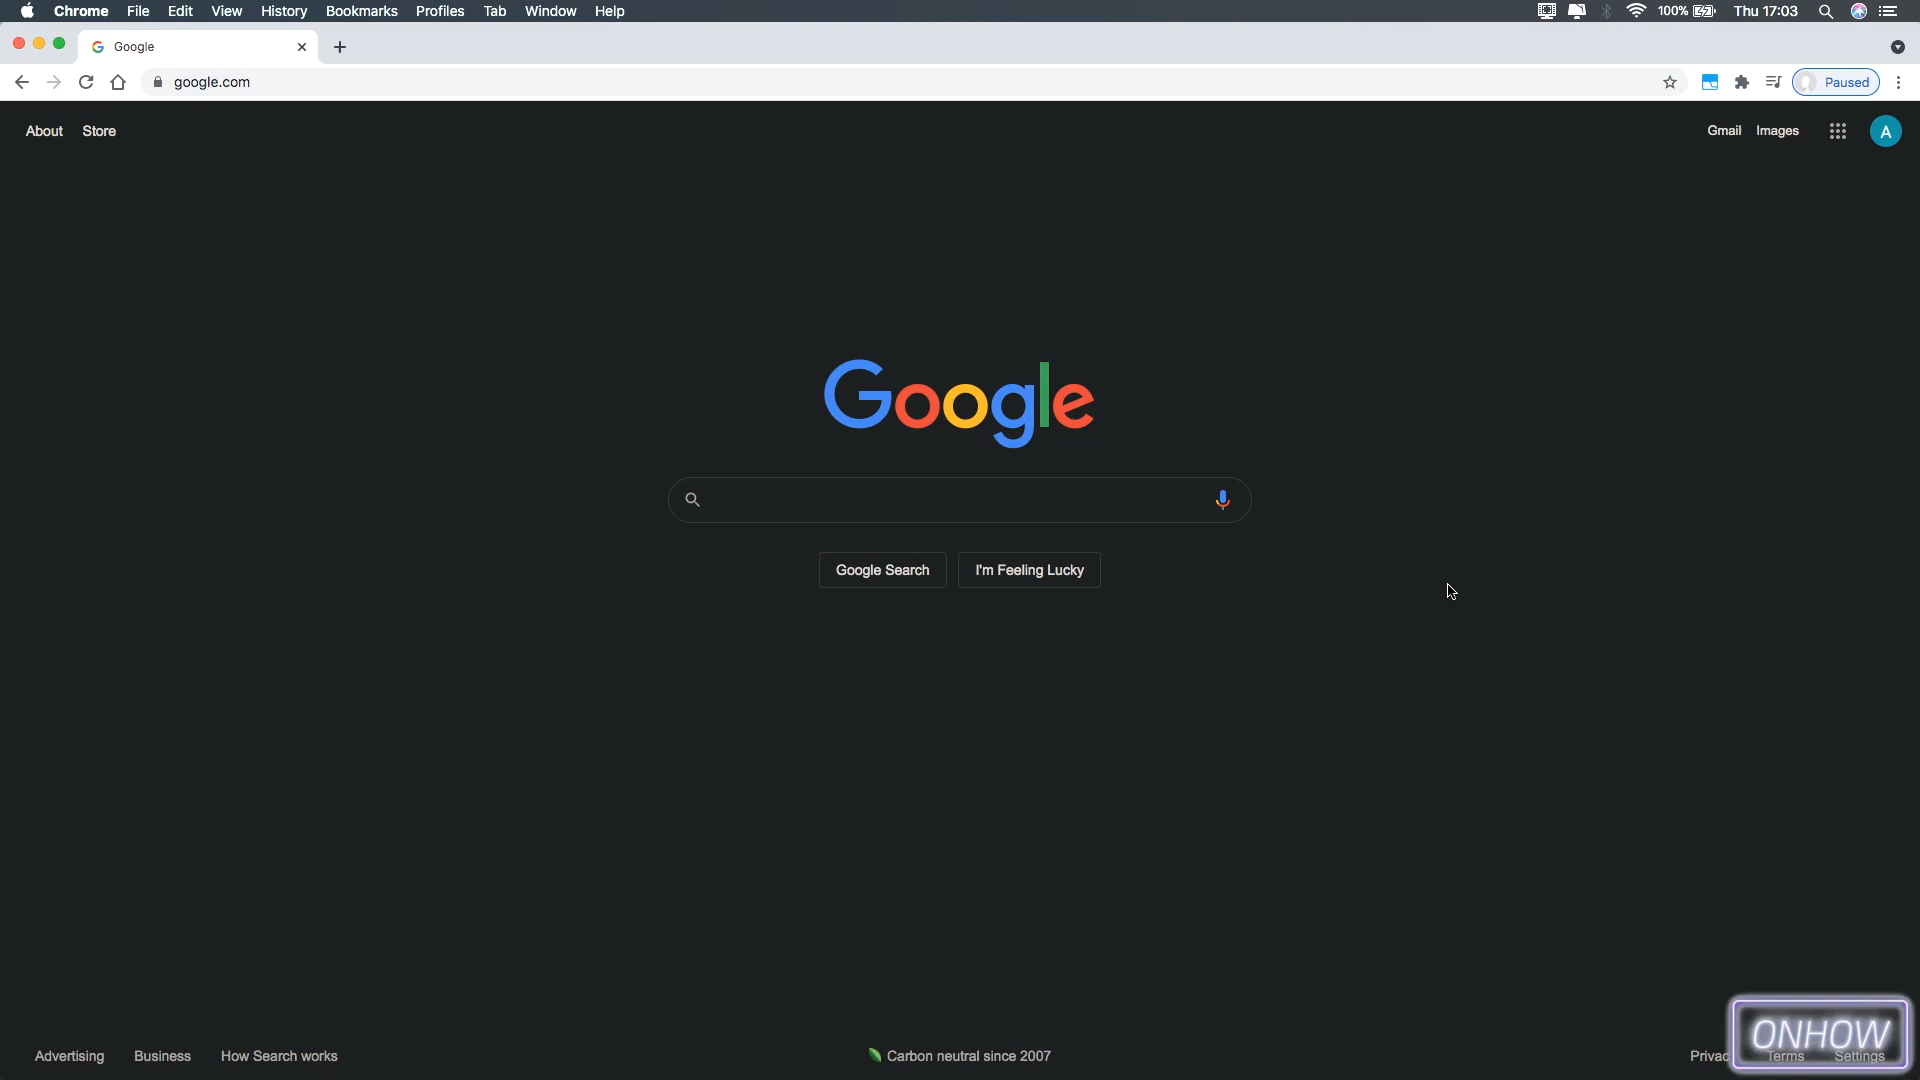 Chrome File Edit View History Bookmarks Profiles Tab Window Help 100% Thu 17:03
Google
google.com Paused
About Store Gmail Images A
Google
Google Search I'm Feeling Lucky
Advertising Business How Search works Carbon neutral since 2007 Terms Settings
ONHOW